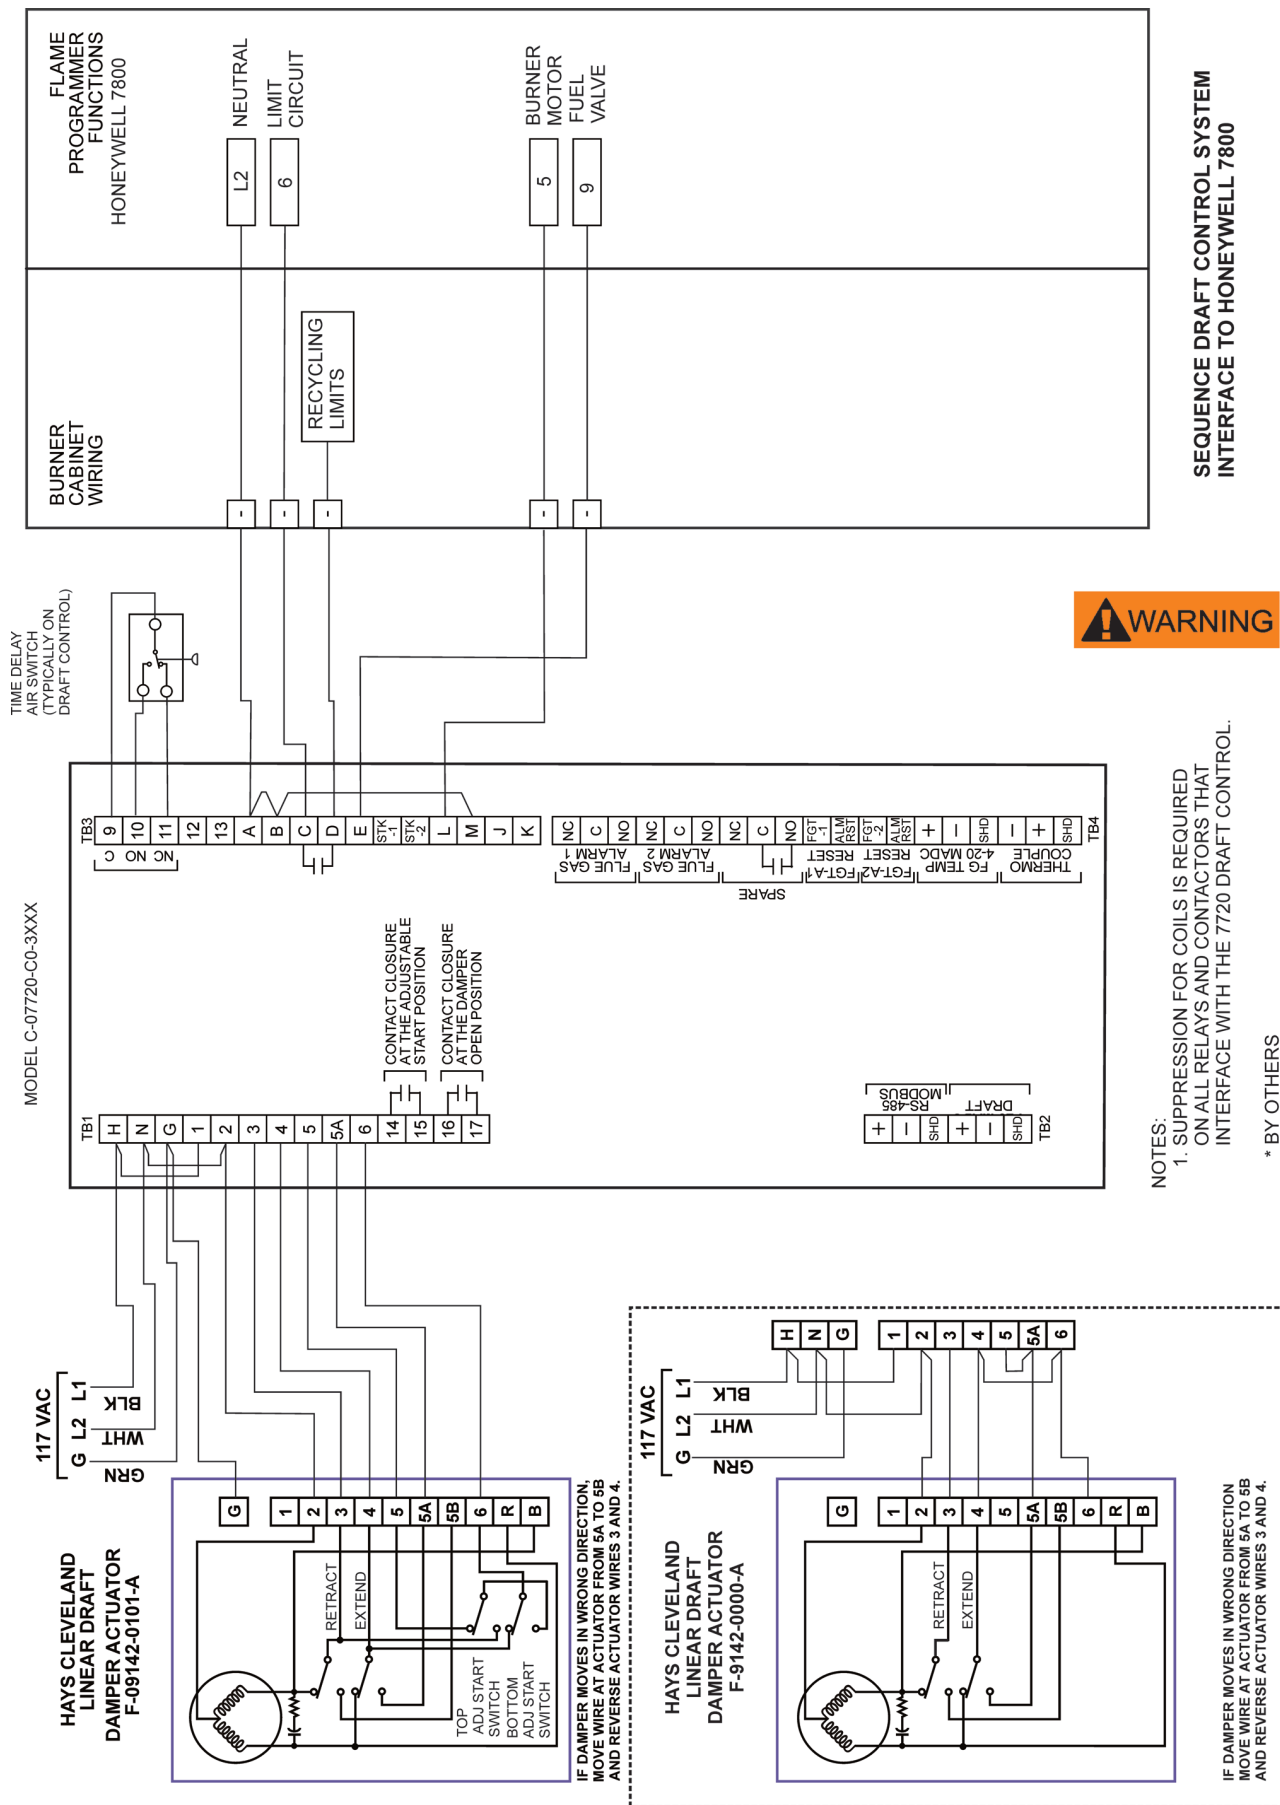 FLAME
PROGRAMMER
FUNCTIONS
HONEYWELL 7800
NEUTRAL
LIMIT
CIRCUIT
BURNER
MOTOR
FUEL
VALVE
L2
6
5
9
BURNER
CABINET
WIRING
RECYCLING
LIMITS
-
-
-
-
-
SEQUENCE DRAFT CONTROL SYSTEM
INTERFACE TO HONEYWELL 7800
TIME DELAY
AIR SWITCH
(TYPICALLY ON
DRAFT CONTROL)
WARNING
MODEL C-07720-C0-3XXX
TB3
9
10
11
12
13
A
B
C
D
E
STK
-1
STK
-2
L
M
J
K
C
NO
NC
NC
C
NO
NC
C
NO
NC
C
NO
FGT
-1
ALM
RST
FGT
-2
ALM
RST
+
-
SHD
-
+
SHD
TB4
FLUE GAS
ALARM 1
FLUE GAS
ALARM 2
SPARE
FGT-A1
RESET
FGT-A2
RESET
FG TEMP
4-20 MADC
THERMO
COUPLE
CONTACT CLOSURE
AT THE ADJUSTABLE
START POSITION
CONTACT CLOSURE
AT THE DAMPER
OPEN POSITION
TB1
H
N
G
1
2
3
4
5
5A
6
14
15
16
17
RS-485
MODBUS
DRAFT
+
-
SHD
+
-
SHD
TB2
NOTES:
1. SUPPRESSION FOR COILS IS REQUIRED
ON ALL RELAYS AND CONTACTORS THAT
INTERFACE WITH THE 7720 DRAFT CONTROL.
* BY OTHERS
117 VAC
G L2 L1
BLK
WHT
GRN
HAYS CLEVELAND
LINEAR DRAFT
DAMPER ACTUATOR
F-09142-0101-A
G
1
2
3
4
5
5A
5B
6
R
B
RETRACT
EXTEND
TOP
ADJ START
SWITCH
BOTTOM
ADJ START
SWITCH
IF DAMPER MOVES IN WRONG DIRECTION,
MOVE WIRE AT ACTUATOR FROM 5A TO 5B
AND REVERSE ACTUATOR WIRES 3 AND 4.
117 VAC
G L2 L1
BLK
WHT
GRN
H
N
G
1
2
3
4
5
5A
6
HAYS CLEVELAND
LINEAR DRAFT
DAMPER ACTUATOR
F-9142-0000-A
G
1
2
3
4
5
5A
5B
6
R
B
RETRACT
EXTEND
IF DAMPER MOVES IN WRONG DIRECTION
MOVE WIRE AT ACTUATOR FROM 5A TO 5B
AND REVERSE ACTUATOR WIRES 3 AND 4.